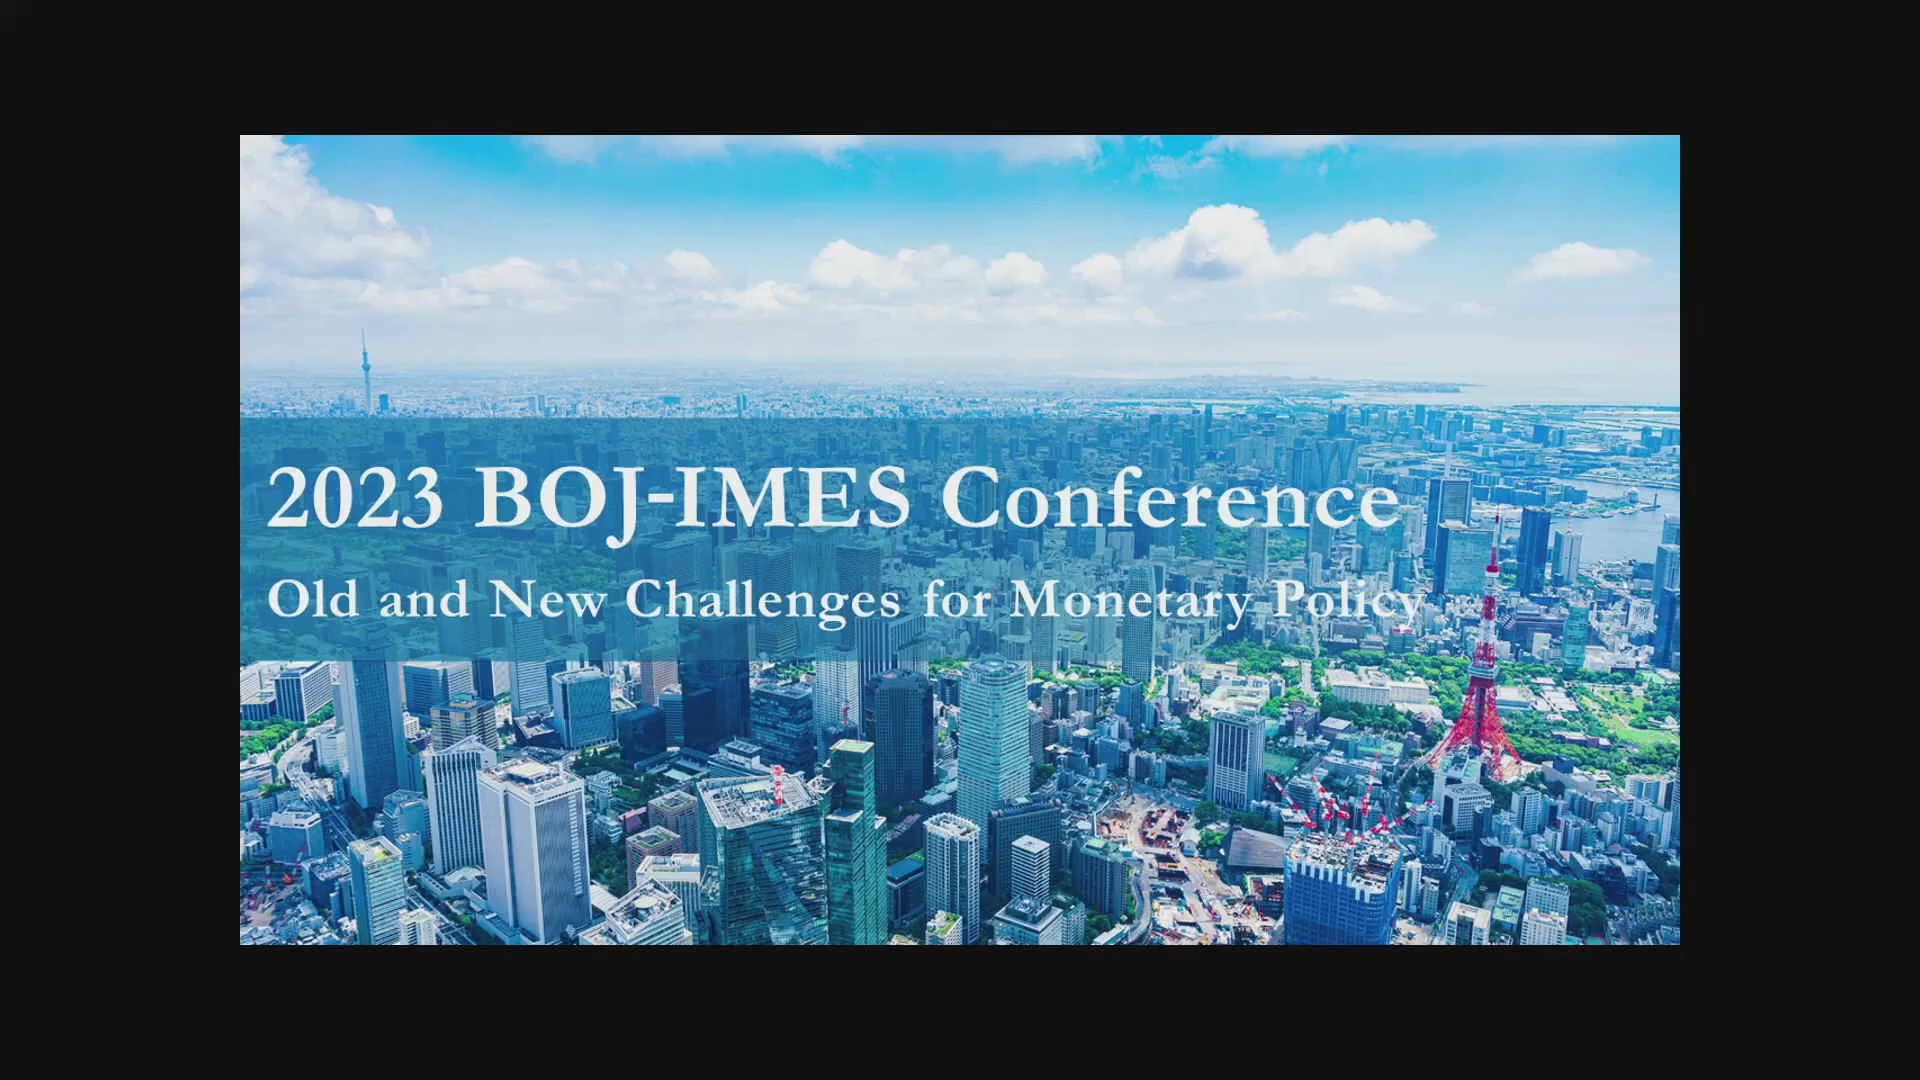 2023 BOJ-IMES Conference
Old and New Challenges for Monetary Policy